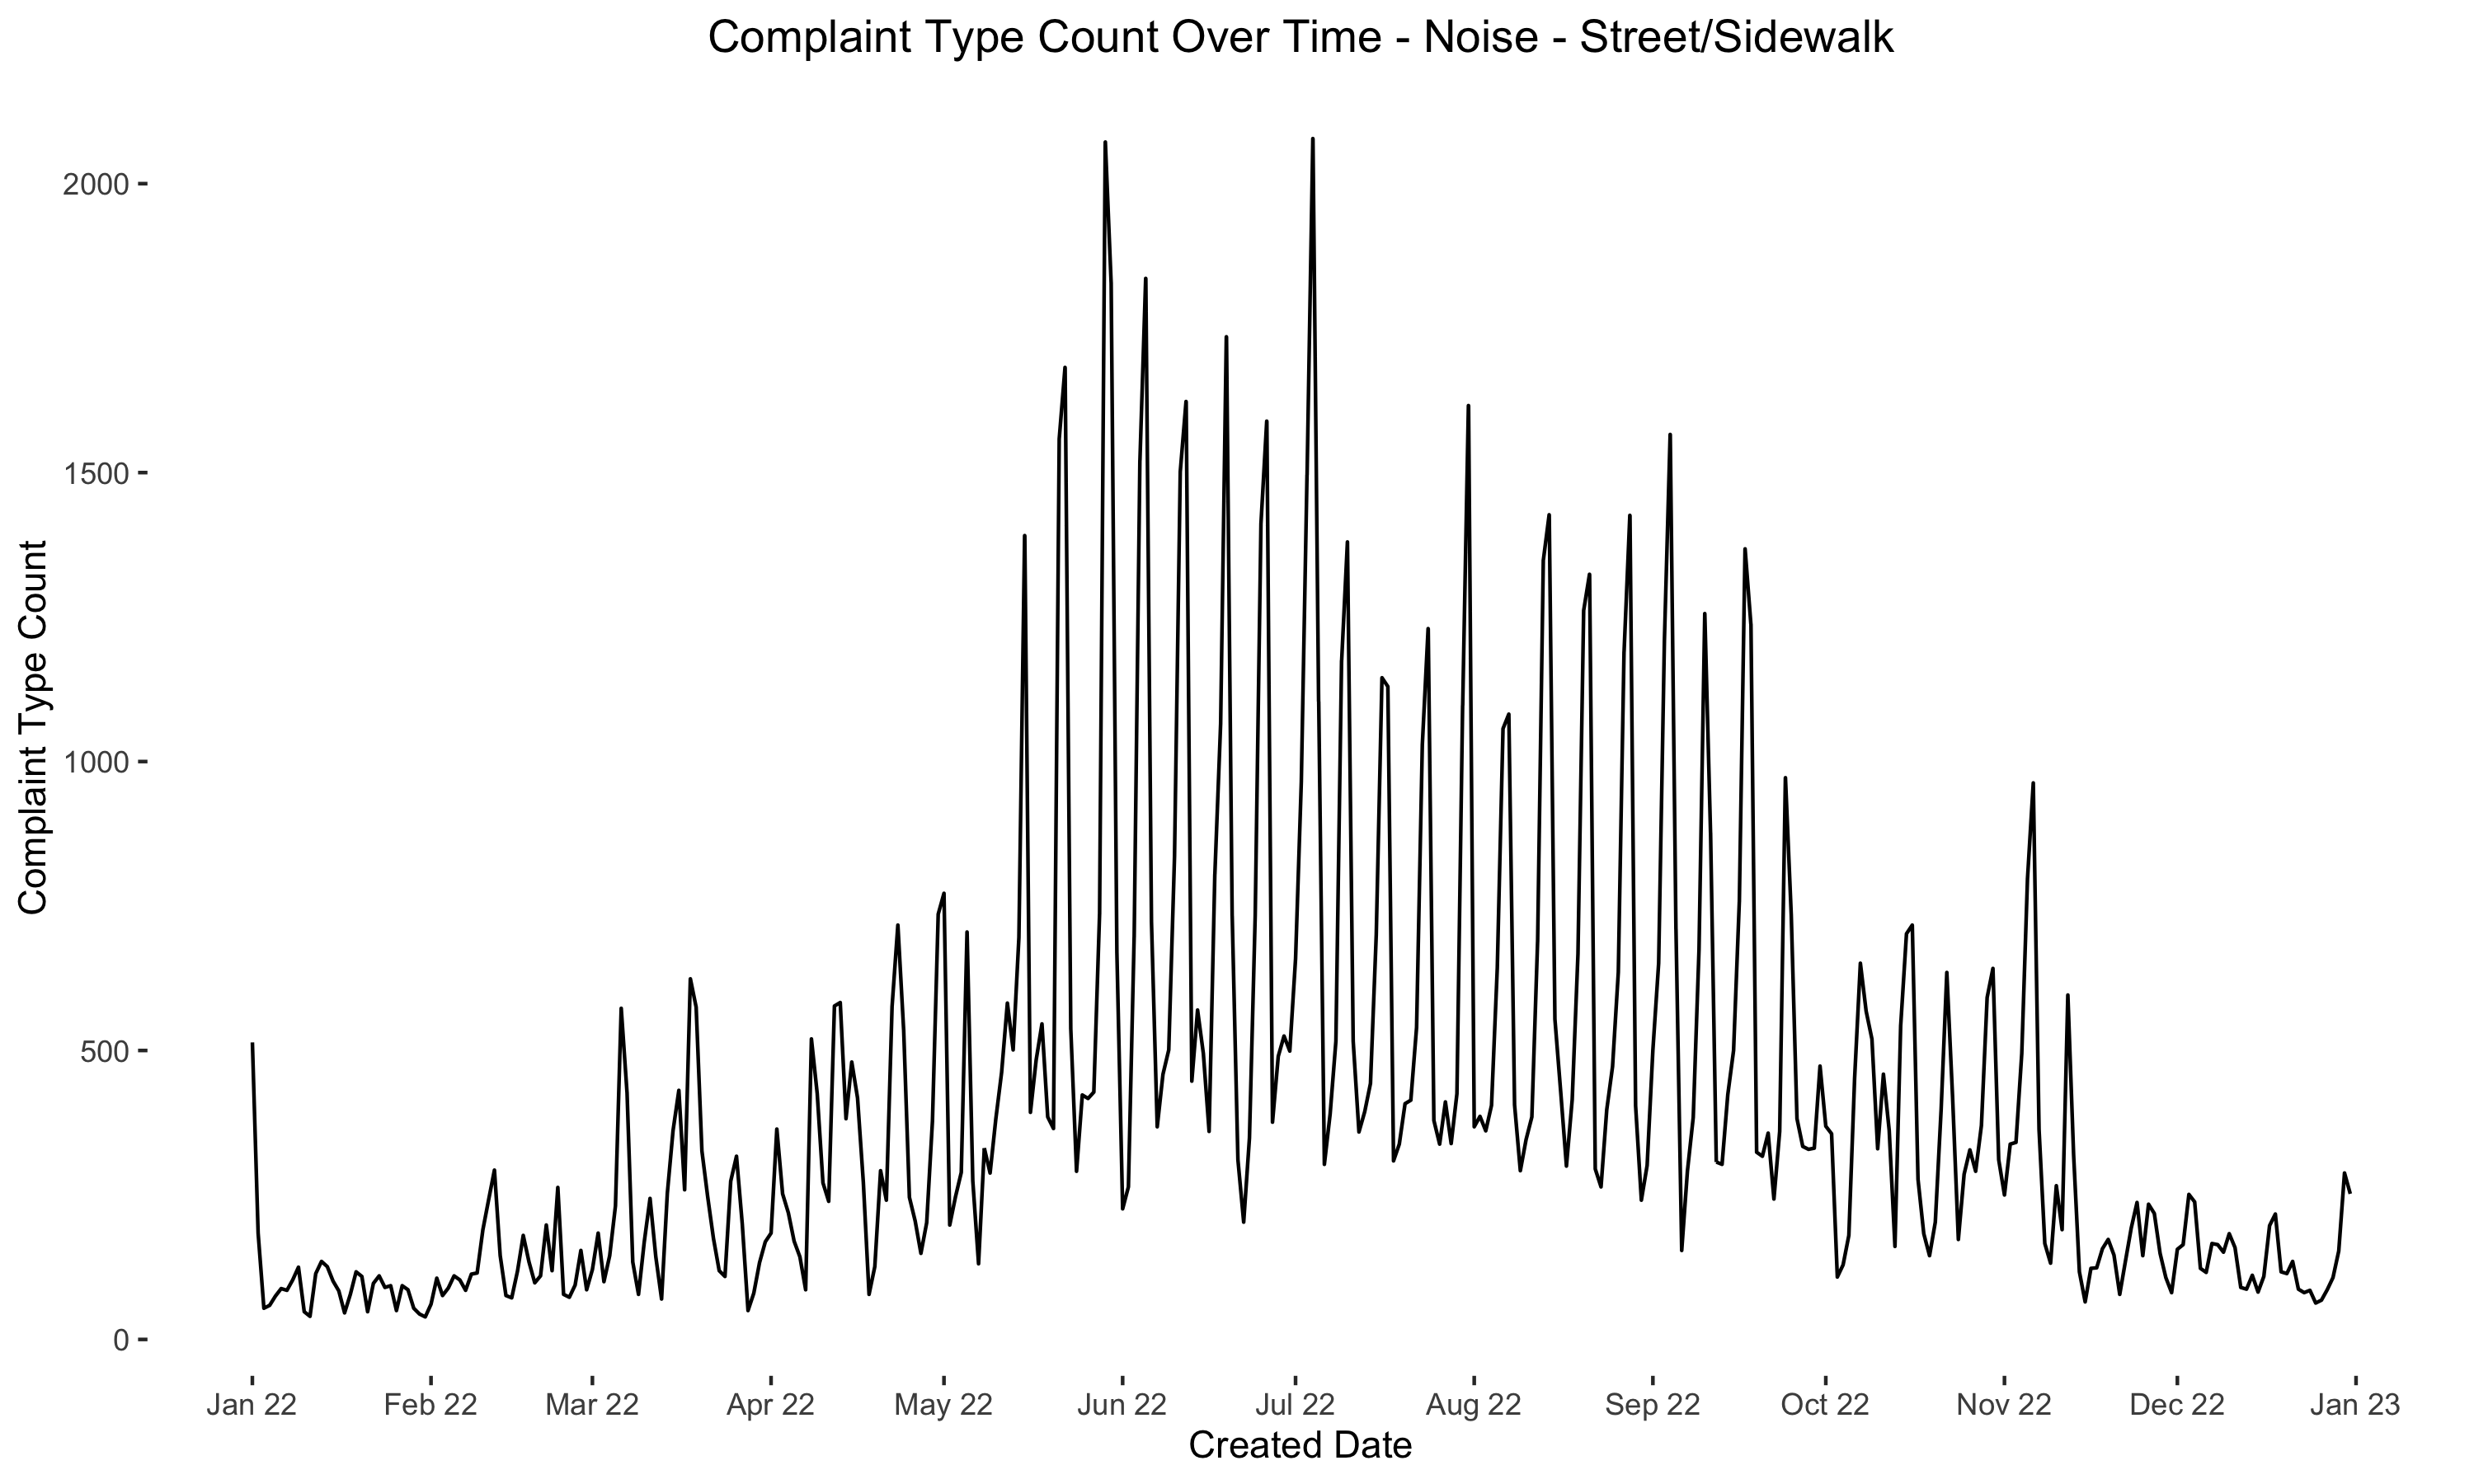 Complaint Type Count Over Time - Noise - Street/Sidewalk
Complaint Type Count
2000
1500
1000
500
0
Jan 22 Feb 22 Mar 22 Apr 22 May 22 Jun 22 Jul 22 Aug 22 Sep 22 Oct 22 Nov 22 Dec 22 Jan 23
Created Date